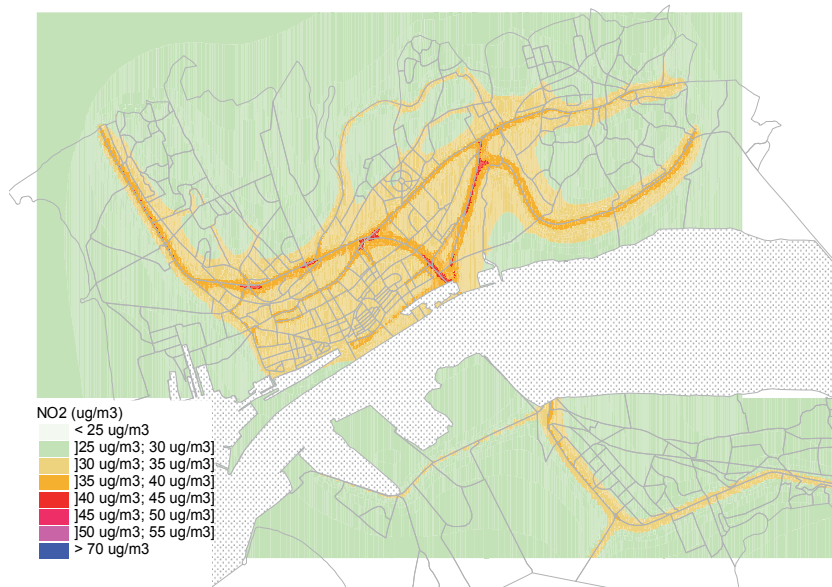 NO2 (ug/m3)
< 25 ug/m3
]25 ug/m3; 30 ug/m3]
]30 ug/m3; 35 ug/m3]
]35 ug/m3; 40 ug/m3]
]40 ug/m3; 45 ug/m3]
]45 ug/m3; 50 ug/m3]
]50 ug/m3; 55 ug/m3]
> 70 ug/m3